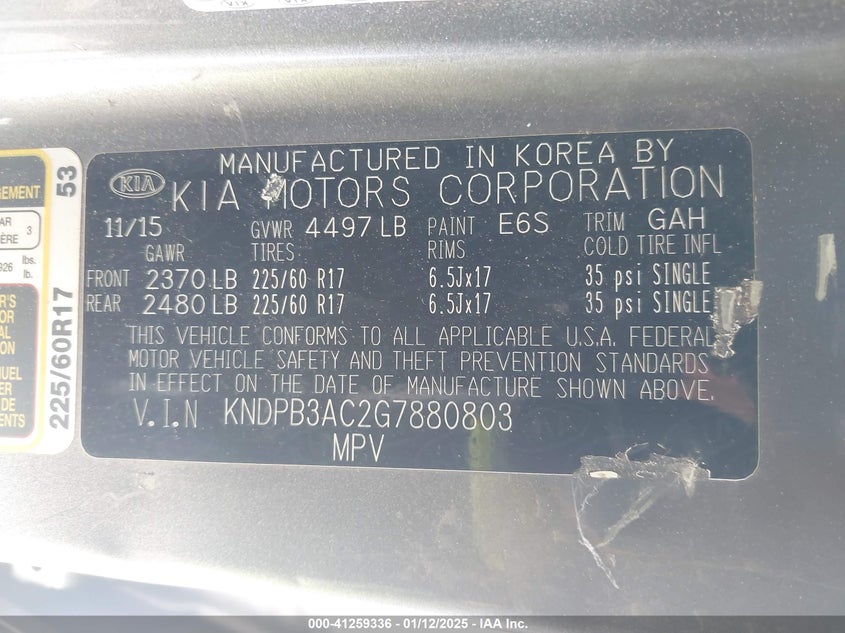 MANUFACTURED IN KOREA BY
KIA KIA MOTORS CORPORATION
11/15 GVWR 4497 LB PAINT E6S TRIM GAH
GAWR TIRES RIMS COLD TIRE INFL
FRONT 2370 LB 225/60 R17 6.5Jx17 35 psi SINGLE
REAR 2480 LB 225/60 R17 6.5Jx17 35 psi SINGLE
THIS VEHICLE CONFORMS TO ALL APPLICABLE U.S.A. FEDERAL
MOTOR VEHICLE SAFETY AND THEFT PREVENTION STANDARDS
IN EFFECT ON THE DATE OF MANUFACTURE SHOWN ABOVE.
V.I.N KNDPB3AC2G7880803
MPV
225/60R17 53
3
lbs.
lb.
000-41259336 - 01/12/2025 - IAA Inc.